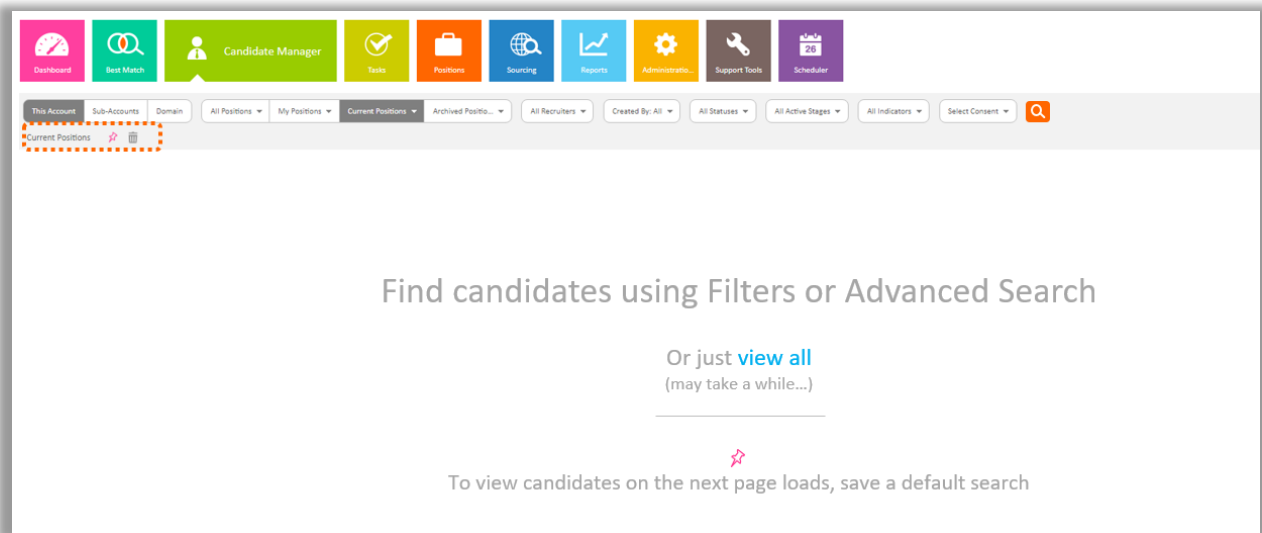 Dashboard
Best Match
Candidate Manager
Tasks
Positions
Sourcing
Reports
Administratio...
Support Tools
26
Scheduler
This Account Sub-Accounts Domain All Positions My Positions Current Positions Archived Positio... All Recruiters Created By: All All Statuses All Active Stages All Indicators Select Consent
Current Positions
Find candidates using Filters or Advanced Search
Or just view all
(may take a while...)
To view candidates on the next page loads, save a default search